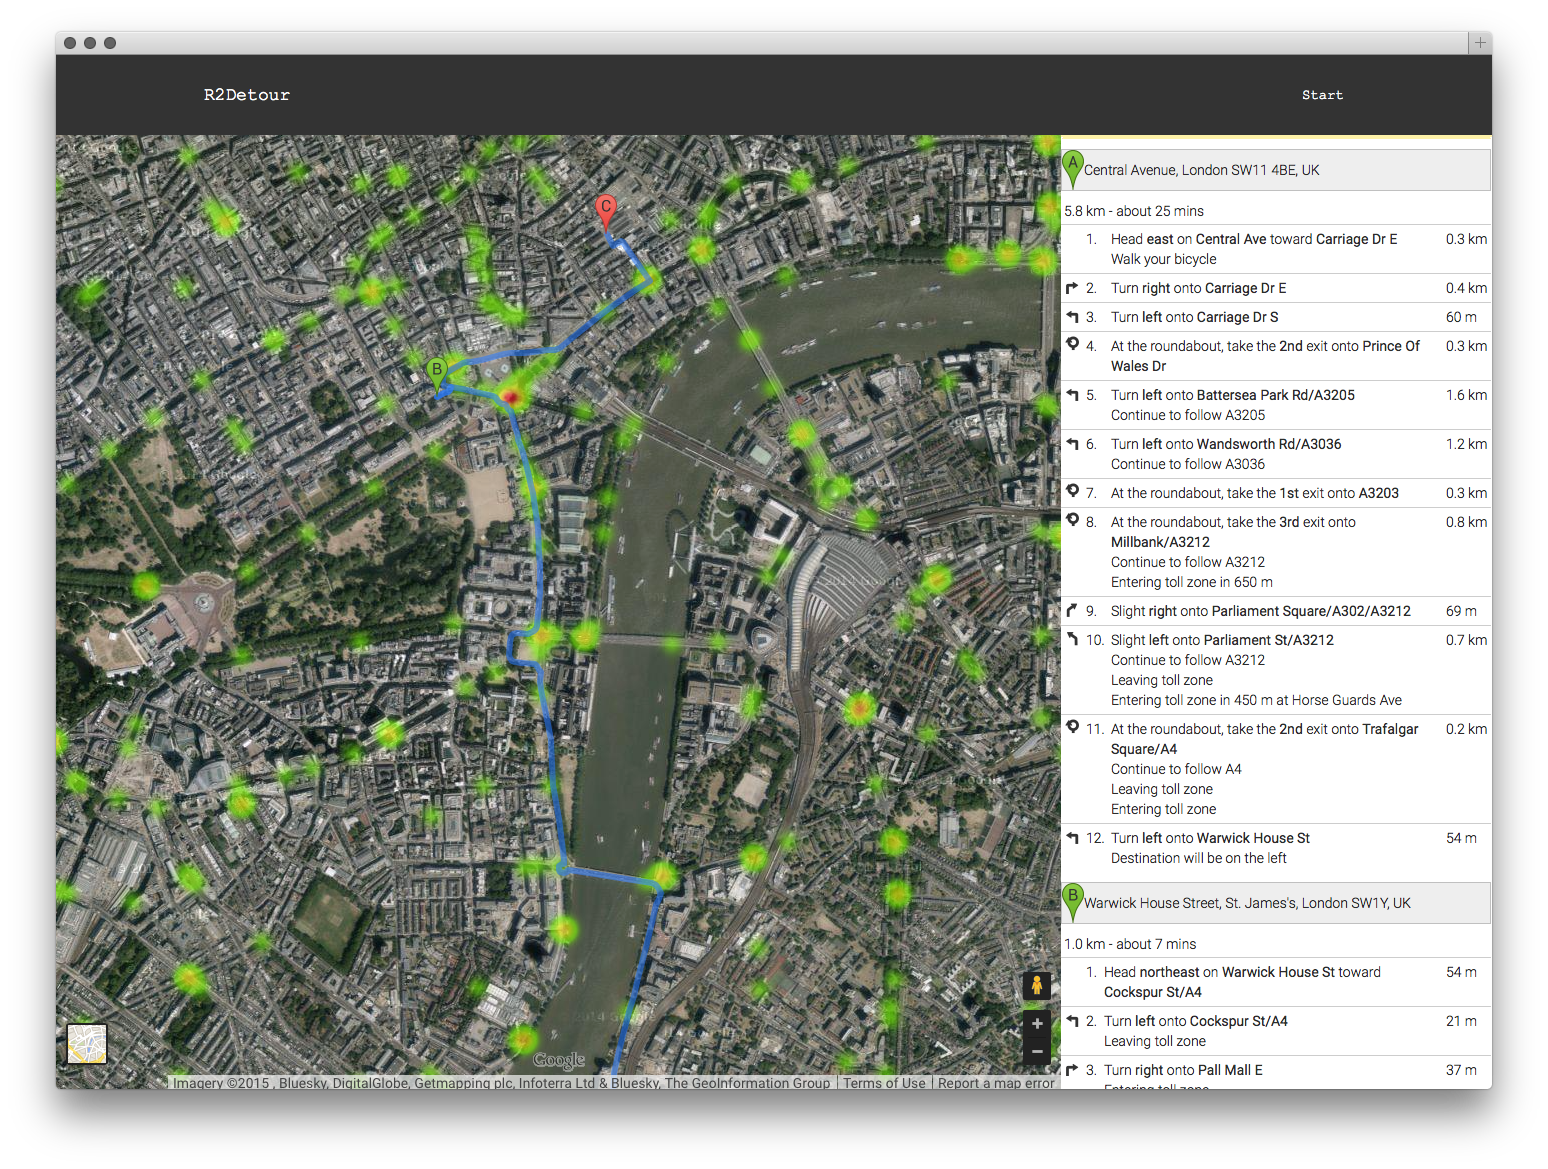 R2Detour
Start
A
Central Avenue, London SW11 4BE, UK
5.8 km - about 25 mins
1. Head east on Central Ave toward Carriage Dr E 0.3 km
Walk your bicycle
2. Turn right onto Carriage Dr E 0.4 km
3. Turn left onto Carriage Dr S 60 m
4. At the roundabout, take the 2nd exit onto Prince Of 0.3 km
Wales Dr
5. Turn left onto Battersea Park Rd/A3205 1.6 km
Continue to follow A3205
6. Turn left onto Wandsworth Rd/A3036 1.2 km
Continue to follow A3036
7. At the roundabout, take the 1st exit onto A3203 0.3 km
8. At the roundabout, take the 3rd exit onto 0.8 km
Millbank/A3212
Continue to follow A3212
Entering toll zone in 650 m
9. Slight right onto Parliament Square/A302/A3212 69 m
10. Slight left onto Parliament St/A3212 0.7 km
Continue to follow A3212
Leaving toll zone
Entering toll zone in 450 m at Horse Guards Ave
11. At the roundabout, take the 2nd exit onto Trafalgar 0.2 km
Square/A4
Continue to follow A4
Leaving toll zone
Entering toll zone
12. Turn left onto Warwick House St 54 m
Destination will be on the left
B
Warwick House Street, St. James's, London SW1Y, UK
1.0 km - about 7 mins
1. Head northeast on Warwick House St toward 54 m
Cockspur St/A4
2. Turn left onto Cockspur St/A4 21 m
Leaving toll zone
3. Turn right onto Pall Mall E 37 m
Entering toll zone
C
B
Google
Imagery ©2015 , Bluesky, DigitalGlobe, Getmapping plc, Infoterra Ltd & Bluesky, The GeoInformation Group
Terms of Use
Report a map error